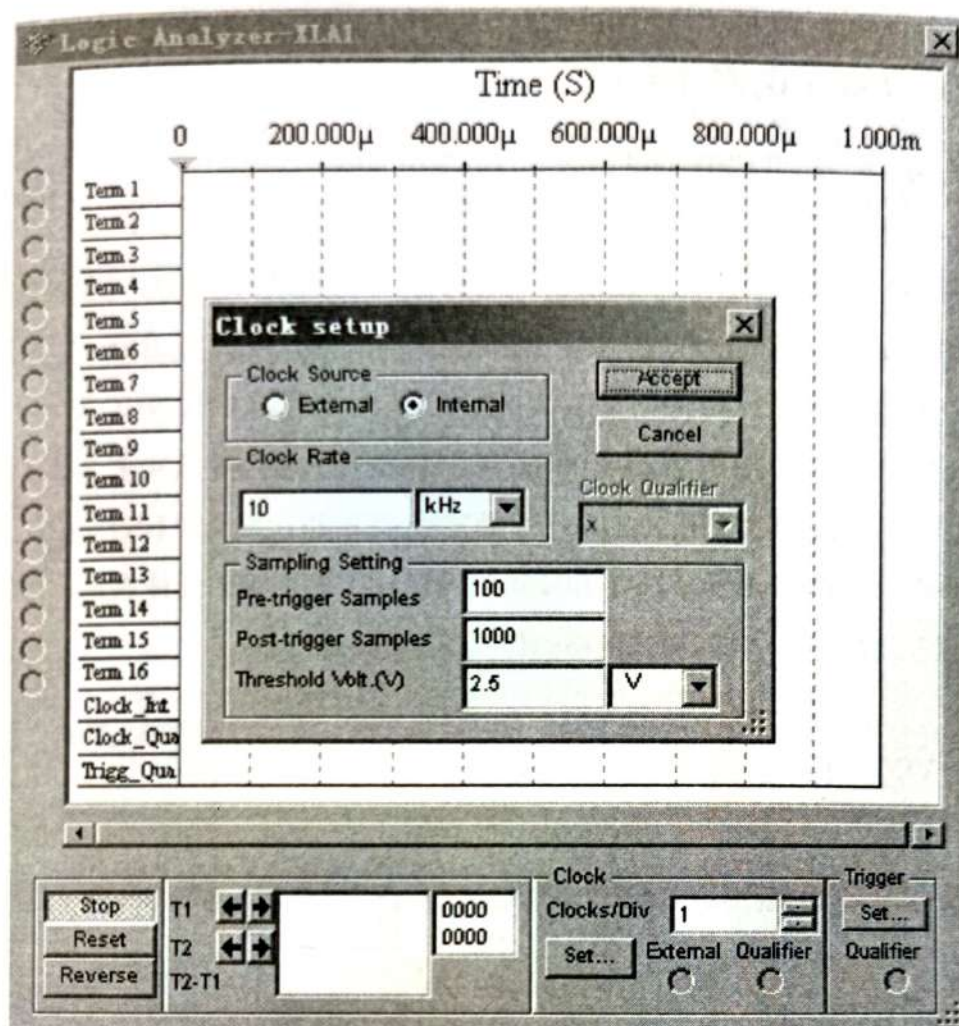 Logic Analyzer-XLA1
Time (S)
0 200.000μ 400.000μ 600.000μ 800.000μ 1.000m
Term 1
Term 2
Term 3
Term 4
Term 5
Term 6
Term 7
Term 8
Term 9
Term 10
Term 11
Term 12
Term 13
Term 14
Term 15
Term 16
Clock_Int
Clock_Qua
Trigg_Qua
Clock setup
Clock Source
External Internal
Accept
Cancel
Clock Rate
10 kHz
Clock Qualifier
x
Sampling Setting
Pre-trigger Samples 100
Post-trigger Samples 1000
Threshold Volt.(V) 2.5 V
Stop
Reset
Reverse
T1
T2
T2-T1
0000
0000
Clock
Clocks/Div 1
Set... External Qualifier
Trigger
Set...
Qualifier